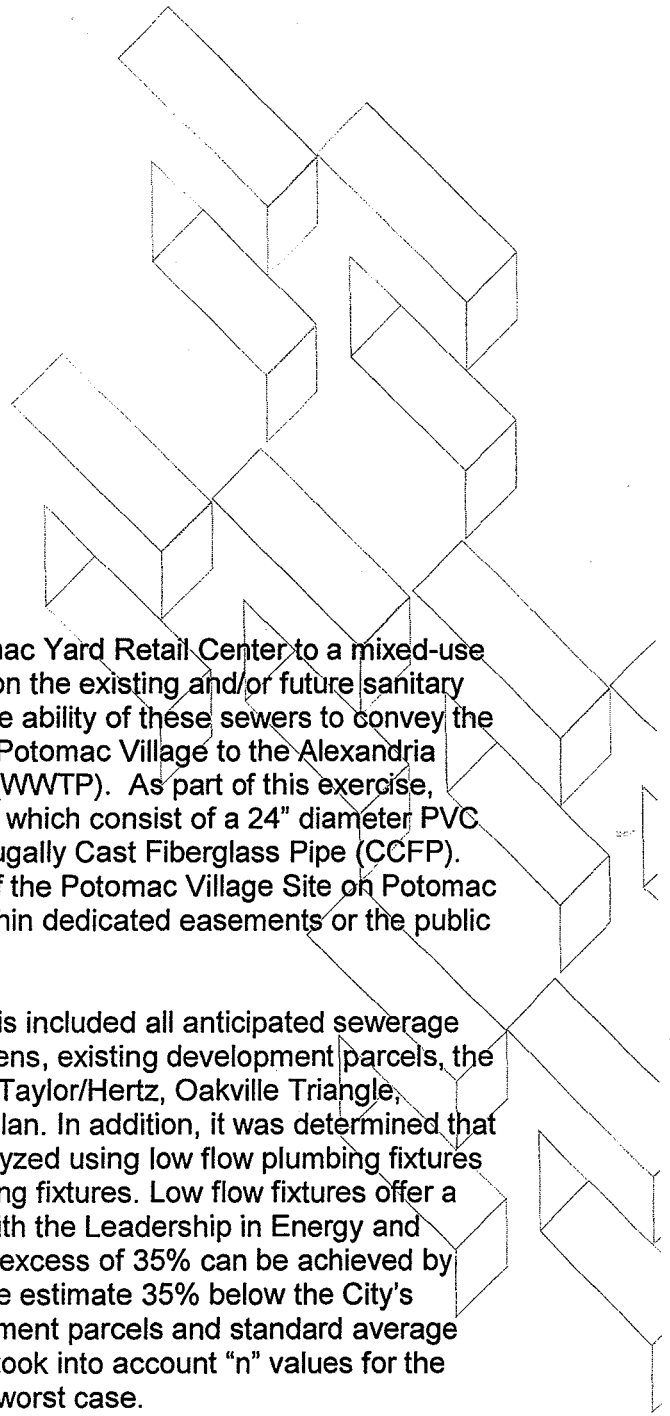 nac Yard Retail Center to a mixed-use
on the existing and/or future sanitary
e ability of these sewers to convey the
Potomac Village to the Alexandria
(WWTP). As part of this exercise,
which consist of a 24" diameter PVC
ugally Cast Fiberglass Pipe (CCFP).
f the Potomac Village Site on Potomac
hin dedicated easements or the public
is included all anticipated sewerage
ens, existing development parcels, the
Taylor/Hertz, Oakville Triangle,
lan. In addition, it was determined that
yzed using low flow plumbing fixtures
ng fixtures. Low flow fixtures offer a
ith the Leadership in Energy and
excess of 35% can be achieved by
e estimate 35% below the City's
ment parcels and standard average
took into account "n" values for the
worst case.